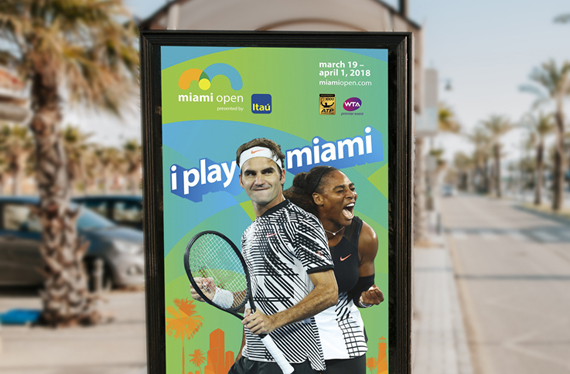 march 19 –
april 1, 2018
miamiopen.com
miami open
presented by
Itaú
ATP
WTA
i play miami